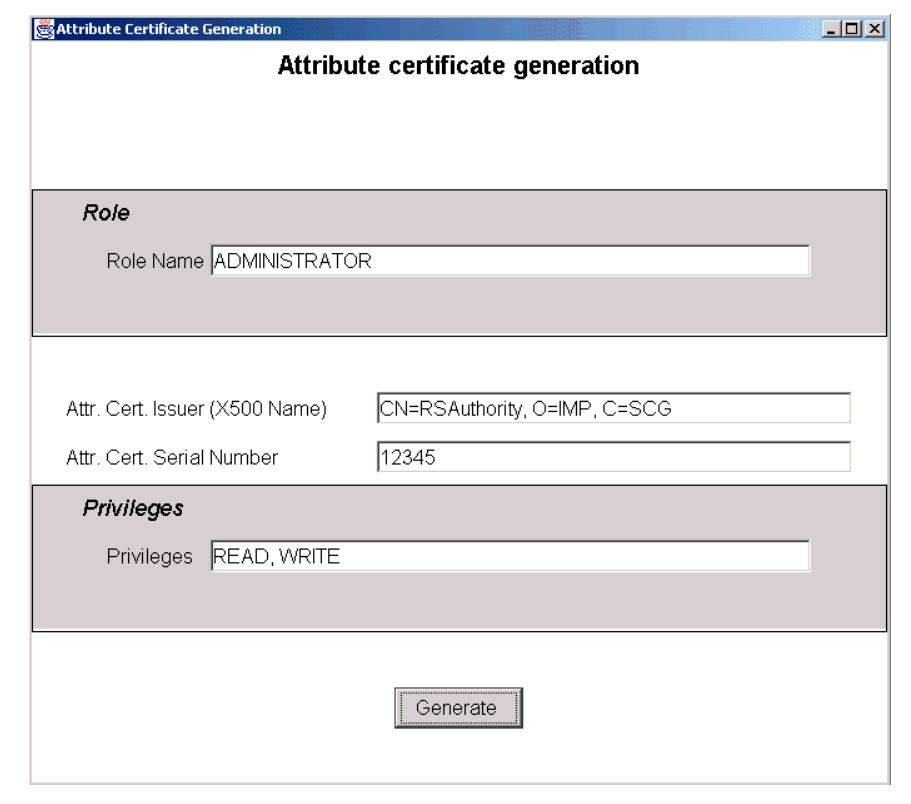 Attribute Certificate Generation
Attribute certificate generation
Role
Role Name ADMINISTRATOR
Attr. Cert. Issuer (X500 Name) CN=RSAuthority, O=IMP, C=SCG
Attr. Cert. Serial Number 12345
Privileges
Privileges READ, WRITE
Generate